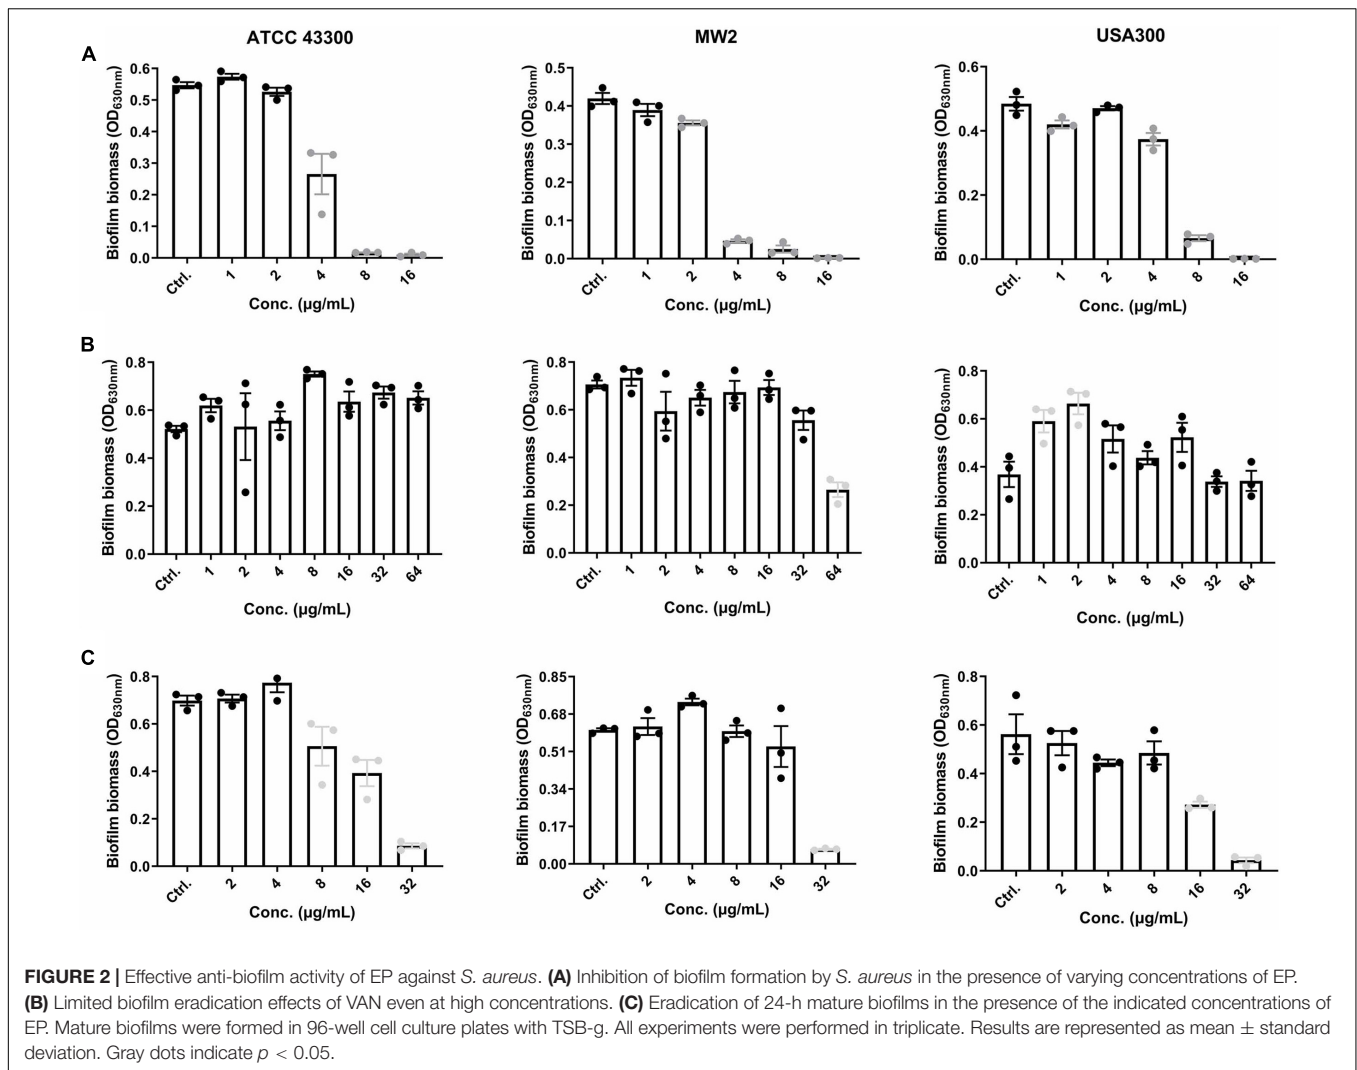 ATCC 43300
MW2
USA300
A
Biofilm biomass (OD630nm)
0.6
0.5
0.4
0.3
0.2
0.1
0.0
Ctrl.
1
2
4
8
16
Conc. (µg/mL)
Biofilm biomass (OD630nm)
0.5
0.4
0.3
0.2
0.1
0.0
Ctrl.
1
2
4
8
16
Conc. (µg/mL)
Biofilm biomass (OD630nm)
0.6
0.4
0.2
0.0
Ctrl.
1
2
4
8
16
Conc. (µg/mL)
B
Biofilm biomass (OD630nm)
0.8
0.6
0.4
0.2
0.0
Ctrl.
1
2
4
8
16
32
64
Conc. (µg/mL)
Biofilm biomass (OD630nm)
0.8
0.6
0.4
0.2
0.0
Ctrl.
1
2
4
8
16
32
64
Conc. (µg/mL)
Biofilm biomass (OD630nm)
0.8
0.6
0.4
0.2
0.0
Ctrl.
1
2
4
8
16
32
64
Conc. (µg/mL)
C
Biofilm biomass (OD630nm)
0.8
0.6
0.4
0.2
0.0
Ctrl.
2
4
8
16
32
Conc. (µg/mL)
Biofilm biomass (OD630nm)
0.85
0.68
0.51
0.34
0.17
0.00
Ctrl.
2
4
8
16
32
Conc. (µg/mL)
Biofilm biomass (OD630nm)
0.8
0.6
0.4
0.2
0.0
Ctrl.
2
4
8
16
32
Conc. (µg/mL)
FIGURE 2 | Effective anti-biofilm activity of EP against S. aureus. (A) Inhibition of biofilm formation by S. aureus in the presence of varying concentrations of EP.
(B) Limited biofilm eradication effects of VAN even at high concentrations. (C) Eradication of 24-h mature biofilms in the presence of the indicated concentrations of
EP. Mature biofilms were formed in 96-well cell culture plates with TSB-g. All experiments were performed in triplicate. Results are represented as mean ± standard
deviation. Gray dots indicate p < 0.05.